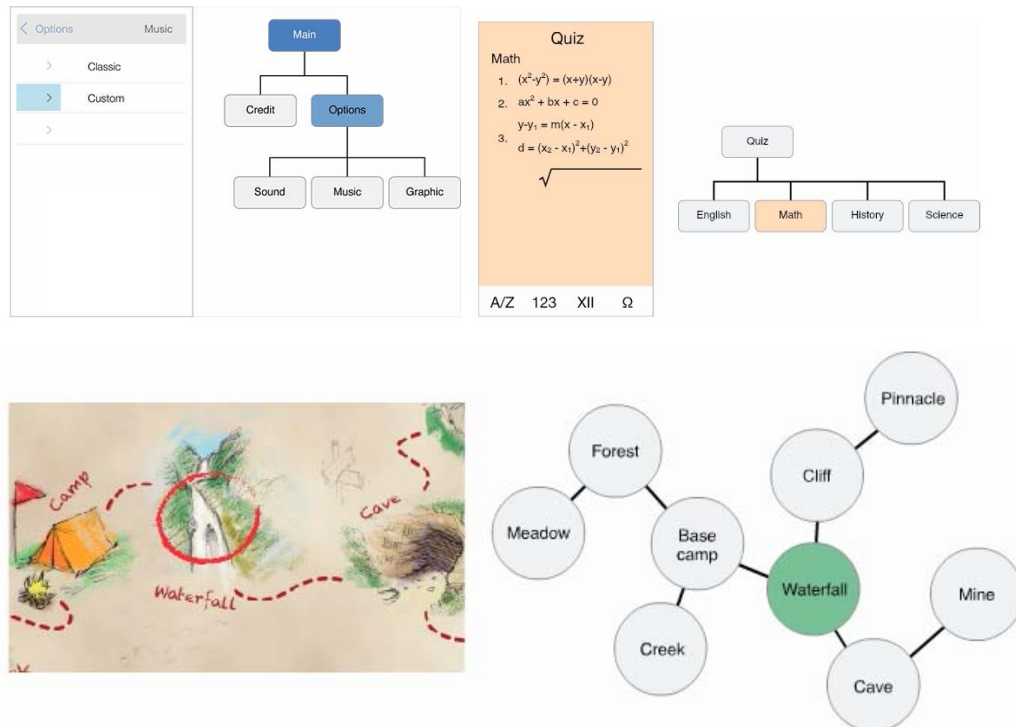 Options Music
Classic
Custom
Main
Credit Options
Sound Music Graphic
Quiz
Math
1. (x²-y²) = (x+y)(x-y)
2. ax² + bx + c = 0
y-y₁ = m(x - x₁)
3.
d = (x₂ - x₁)²+(y₂ - y₁)²
√
A/Z 123 XII Ω
Quiz
English Math History Science
Camp
Waterfall
Cave
Pinnacle
Forest
Cliff
Meadow
Base
camp
Waterfall
Mine
Creek
Cave